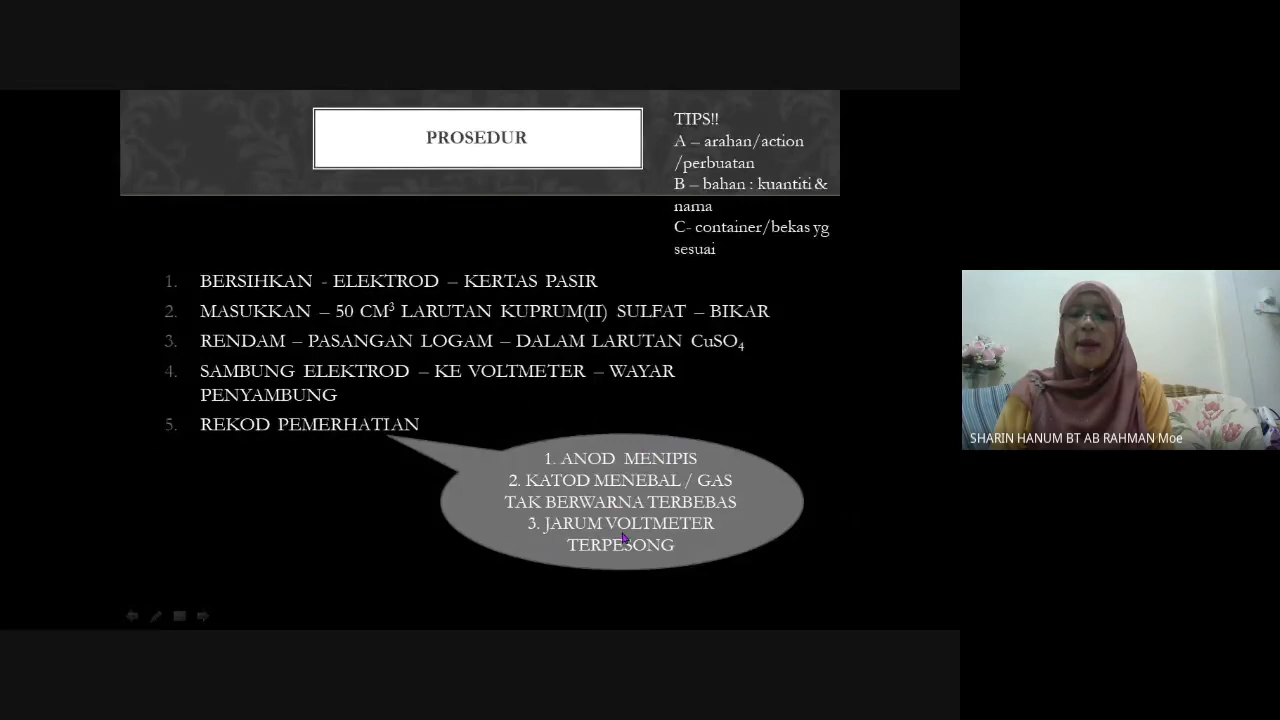 PROSEDUR
TIPS!!
A – arahan/action
/perbuatan
B – bahan : kuantiti &
nama
C- container/bekas yg
sesuai
1. BERSIHKAN - ELEKTROD – KERTAS PASIR
2. MASUKKAN – 50 CM³ LARUTAN KUPRUM(II) SULFAT – BIKAR
3. RENDAM – PASANGAN LOGAM – DALAM LARUTAN CuSO₄
4. SAMBUNG ELEKTROD – KE VOLTMETER – WAYAR
PENYAMBUNG
5. REKOD PEMERHATIAN
1. ANOD MENIPIS
2. KATOD MENEBAL / GAS
TAK BERWARNA TERBEBAS
3. JARUM VOLTMETER
TERPESONG
SHARIN HANUM BT AB RAHMAN Moe